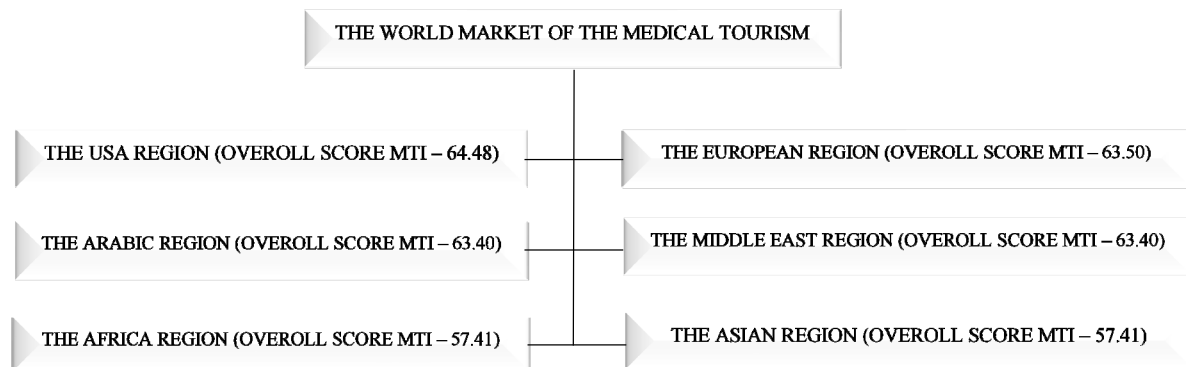 THE WORLD MARKET OF THE MEDICAL TOURISM
THE USA REGION (OVEROLL SCORE MTI – 64.48)
THE EUROPEAN REGION (OVEROLL SCORE MTI – 63.50)
THE ARABIC REGION (OVEROLL SCORE MTI – 63.40)
THE MIDDLE EAST REGION (OVEROLL SCORE MTI – 63.40)
THE AFRICA REGION (OVEROLL SCORE MTI – 57.41)
THE ASIAN REGION (OVEROLL SCORE MTI – 57.41)